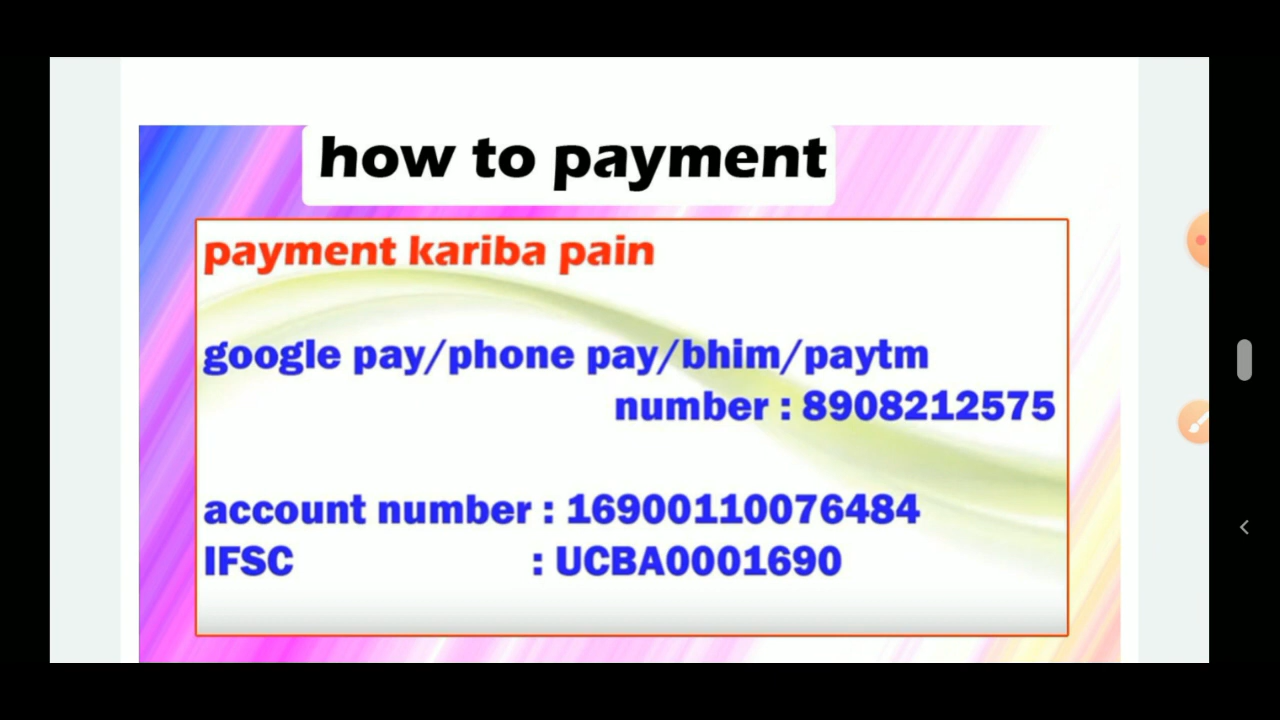 how to payment
payment kariba pain
google pay/phone pay/bhim/paytm
number : 8908212575
account number : 16900110076484
IFSC : UCBA0001690